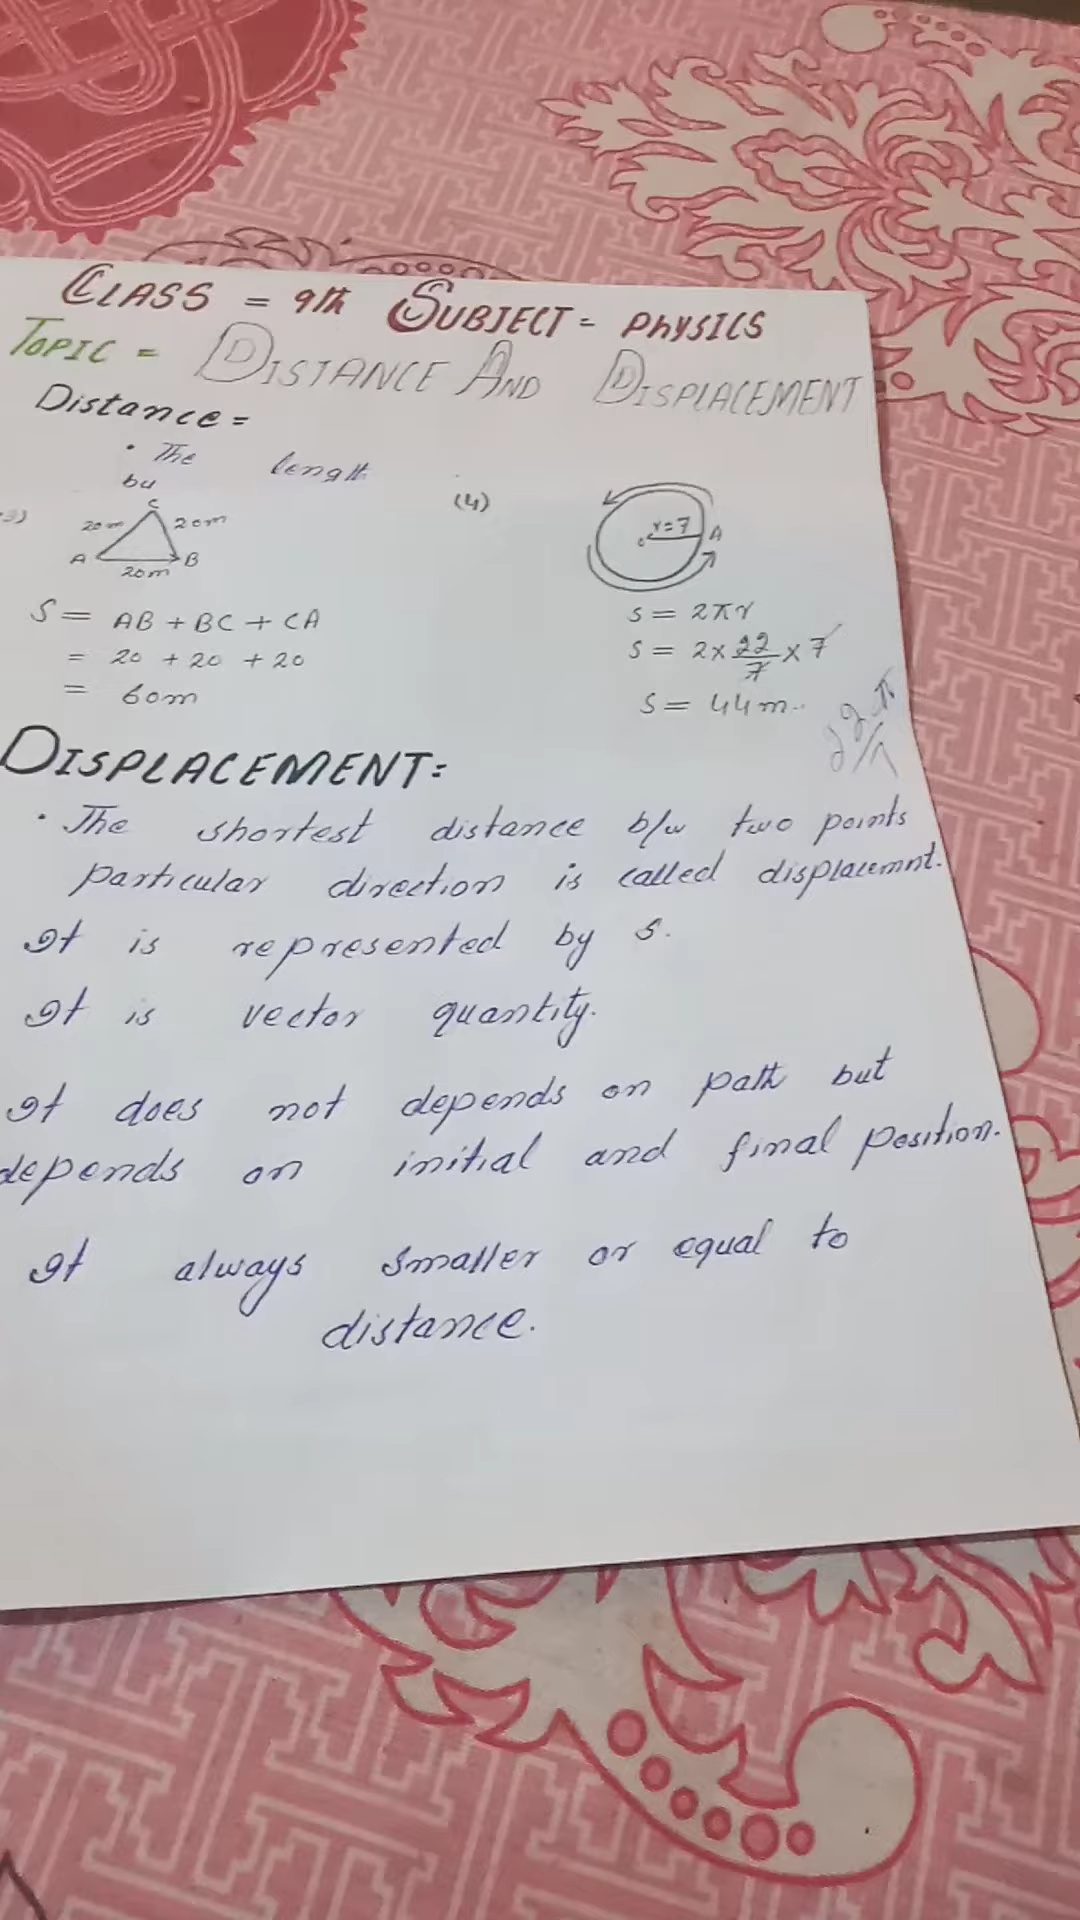 CLASS = 9th SUBJECT = PHYSICS
TOPIC = DISTANCE AND DISPLACEMENT
Distance =
• The length
bu
3) (4)
C
20m 20m
A B
20m
r=7 A
S = AB + BC + CA
= 20 + 20 + 20
= 60m
S = 2πr
S = 2 × 22/7 × 7
S = 44m.
DISPLACEMENT:
• The shortest distance b/w two points
particular direction is called displacemnt.
It is represented by S.
It is vector quantity.
It does not depends on path but
depends on initial and final position.
It always smaller or equal to
distance.